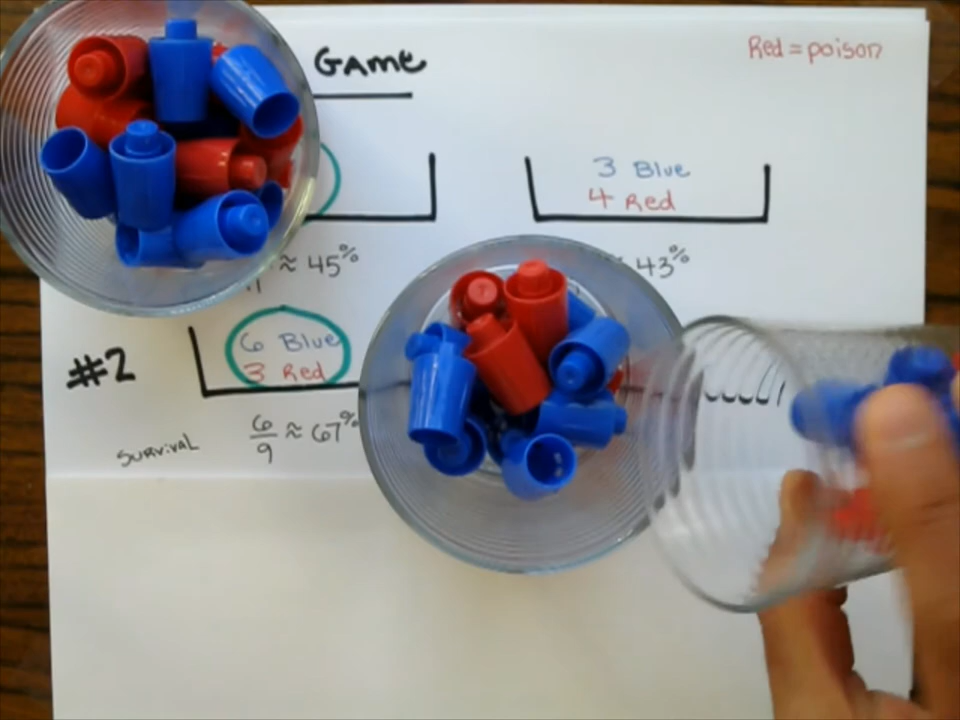 GAME
Red = poison
3 Blue
4 Red
≈ 45%
≈ 43%
#2
6 Blue
3 Red
SURVIVAL
6/9 ≈ 67%